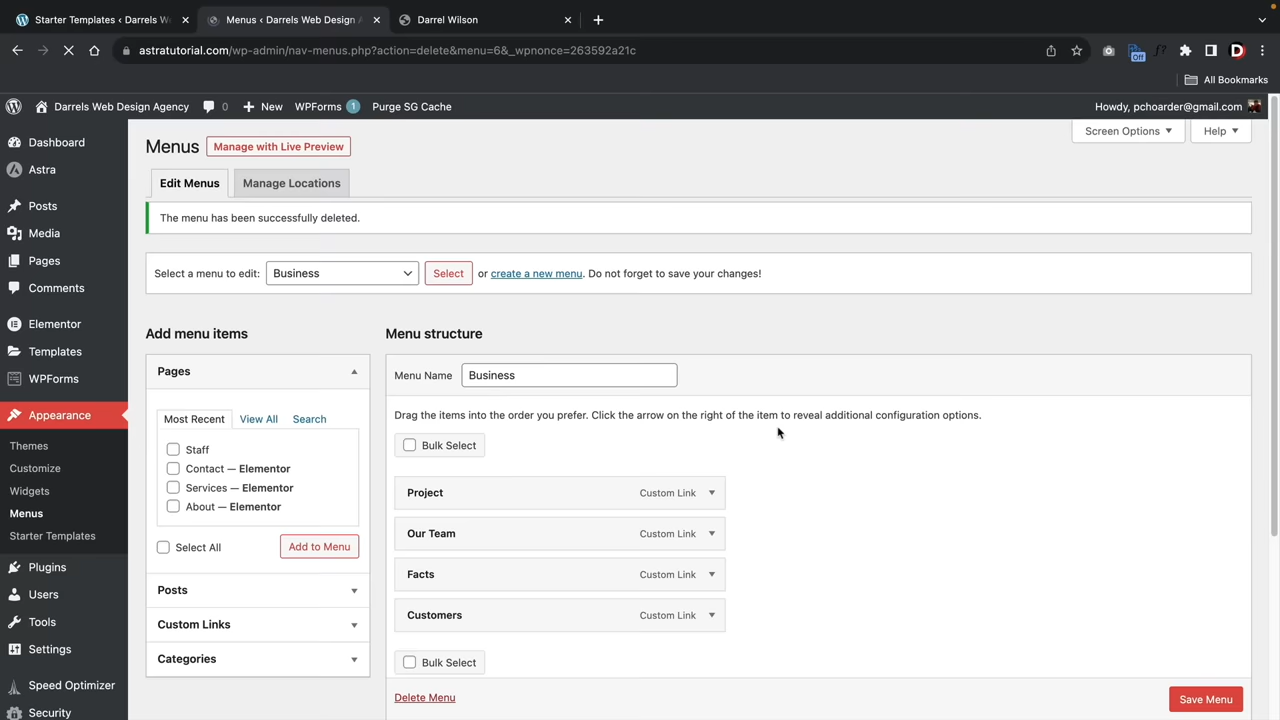 Starter Templates ‹ Darrels W
Menus ‹ Darrels Web Design A
Darrel Wilson
astratutorial.com/wp-admin/nav-menus.php?action=delete&menu=6&_wpnonce=263592a21c
Off
D
All Bookmarks
Darrels Web Design Agency
0
New
WPForms 1
Purge SG Cache
Howdy, pchoarder@gmail.com
Dashboard
Astra
Posts
Media
Pages
Comments
Elementor
Templates
WPForms
Appearance
Themes
Customize
Widgets
Menus
Starter Templates
Plugins
Users
Tools
Settings
Speed Optimizer
Security
Screen Options
Help
Menus
Manage with Live Preview
Edit Menus
Manage Locations
The menu has been successfully deleted.
Select a menu to edit: Business Select or create a new menu. Do not forget to save your changes!
Add menu items
Pages
Most Recent
View All
Search
Staff
Contact — Elementor
Services — Elementor
About — Elementor
Select All
Add to Menu
Posts
Custom Links
Categories
Menu structure
Menu Name Business
Drag the items into the order you prefer. Click the arrow on the right of the item to reveal additional configuration options.
Bulk Select
Project Custom Link
Our Team Custom Link
Facts Custom Link
Customers Custom Link
Bulk Select
Delete Menu
Save Menu